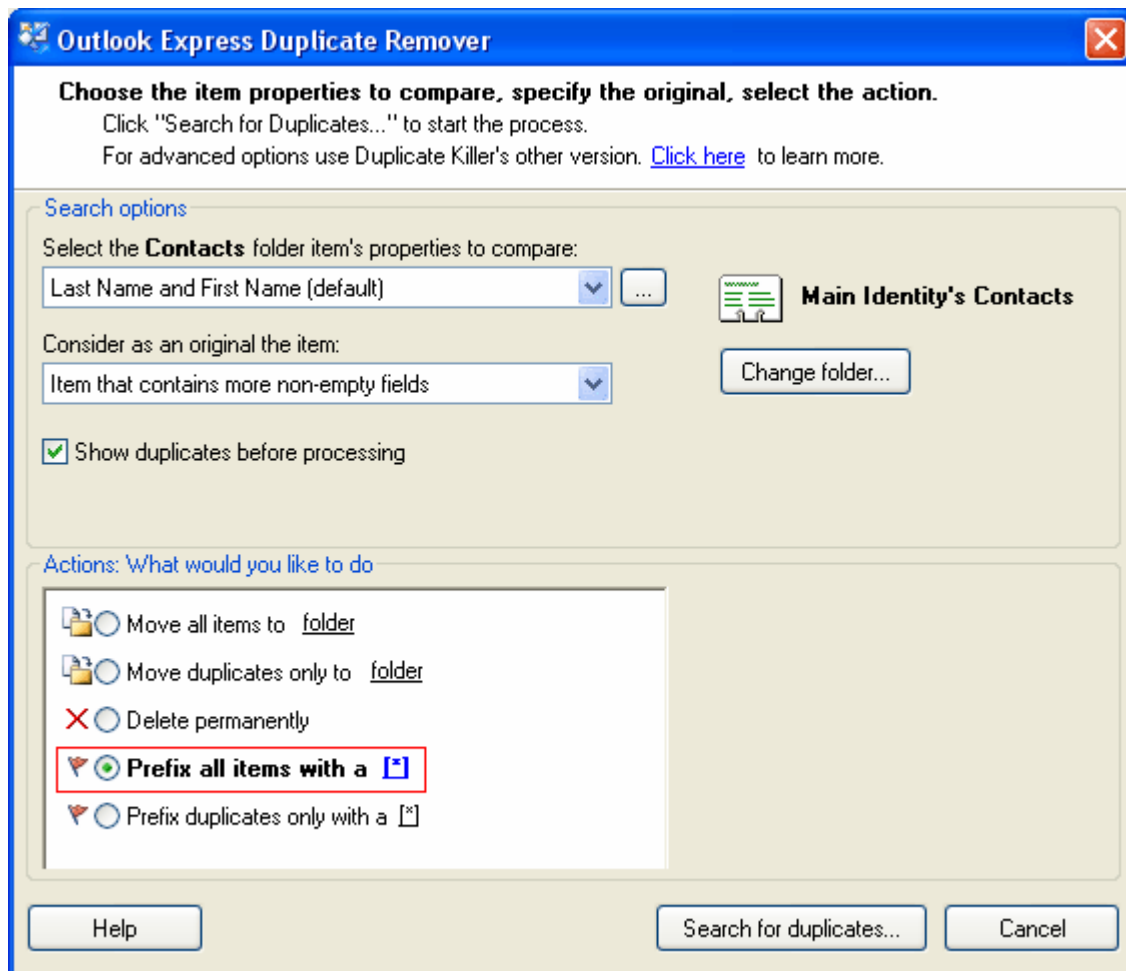 Outlook Express Duplicate Remover
Choose the item properties to compare, specify the original, select the action.
Click "Search for Duplicates..." to start the process.
For advanced options use Duplicate Killer's other version. Click here to learn more.
Search options
Select the Contacts folder item's properties to compare:
Last Name and First Name (default)
...
Main Identity's Contacts
Consider as an original the item:
Item that contains more non-empty fields
Change folder...
Show duplicates before processing
Actions: What would you like to do
Move all items to folder
Move duplicates only to folder
Delete permanently
Prefix all items with a [*]
Prefix duplicates only with a [*]
Help
Search for duplicates...
Cancel